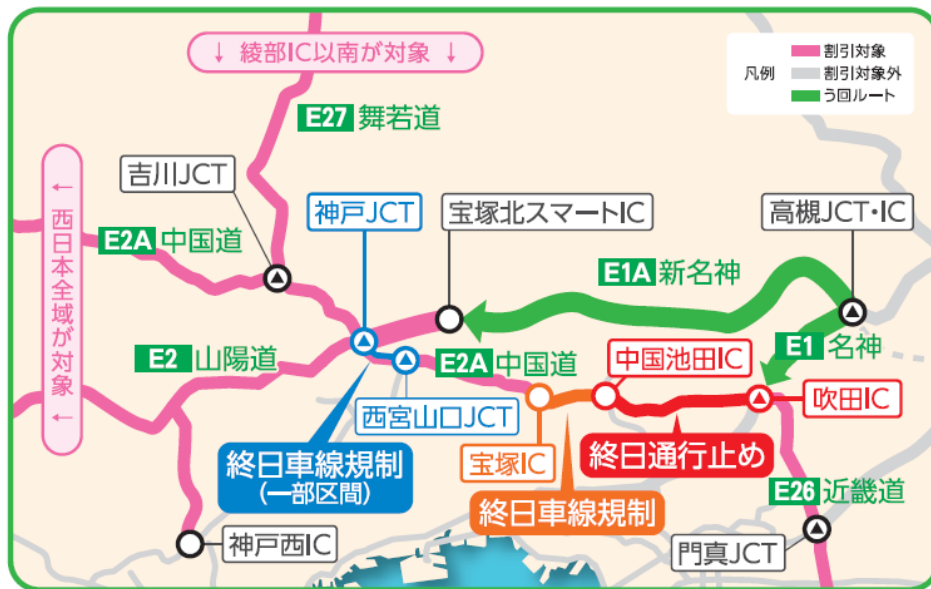 ↓ 綾部IC以南が対象 ↓
凡例
割引対象
割引対象外
う回ルート
E27 舞若道
吉川JCT
神戸JCT
宝塚北スマートIC
高槻JCT・IC
← 西日本全域が対象 ←
E2A 中国道
E1A 新名神
E2 山陽道
E2A 中国道
E1 名神
中国池田IC
西宮山口JCT
吹田IC
終日車線規制
(一部区間)
宝塚IC
終日通行止め
終日車線規制
E26 近畿道
神戸西IC
門真JCT